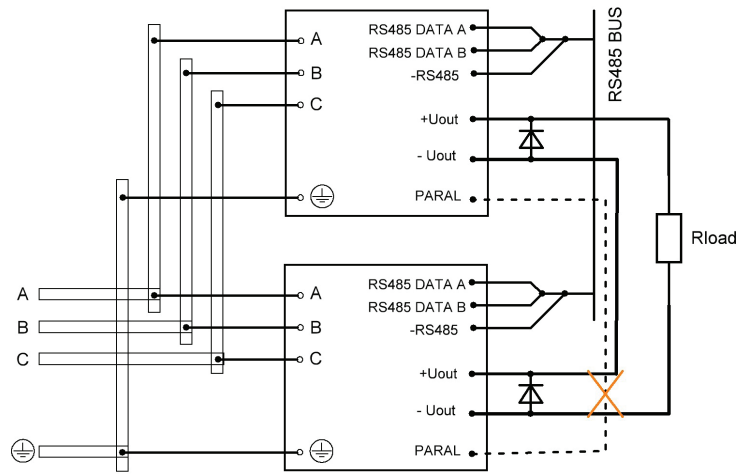 A
B
C
RS485 DATA A
RS485 DATA B
-RS485
+Uout
- Uout
PARAL
RS485 BUS
Rload
A
B
C
A
B
C
RS485 DATA A
RS485 DATA B
-RS485
+Uout
- Uout
PARAL